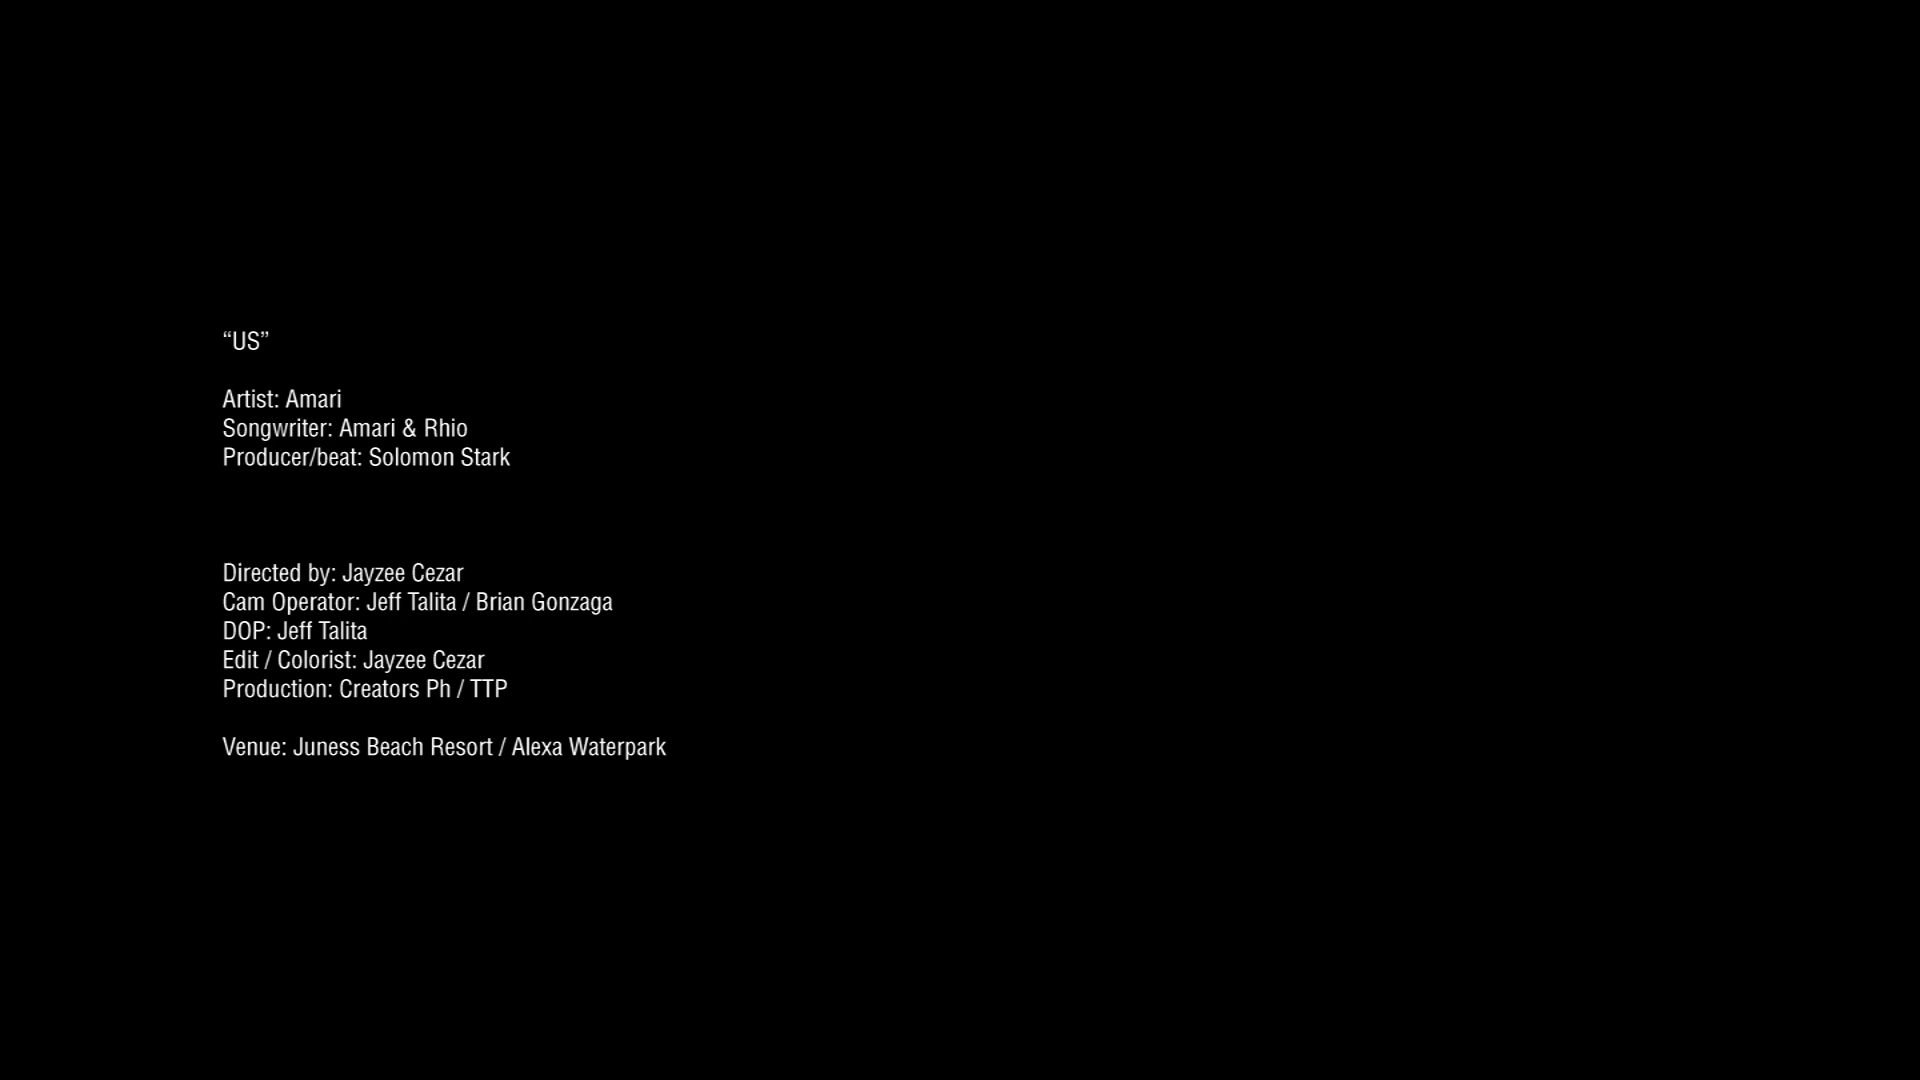 “US”
Artist: Amari
Songwriter: Amari & Rhio
Producer/beat: Solomon Stark
Directed by: Jayzee Cezar
Cam Operator: Jeff Talita / Brian Gonzaga
DOP: Jeff Talita
Edit / Colorist: Jayzee Cezar
Production: Creators Ph / TTP
Venue: Juness Beach Resort / Alexa Waterpark